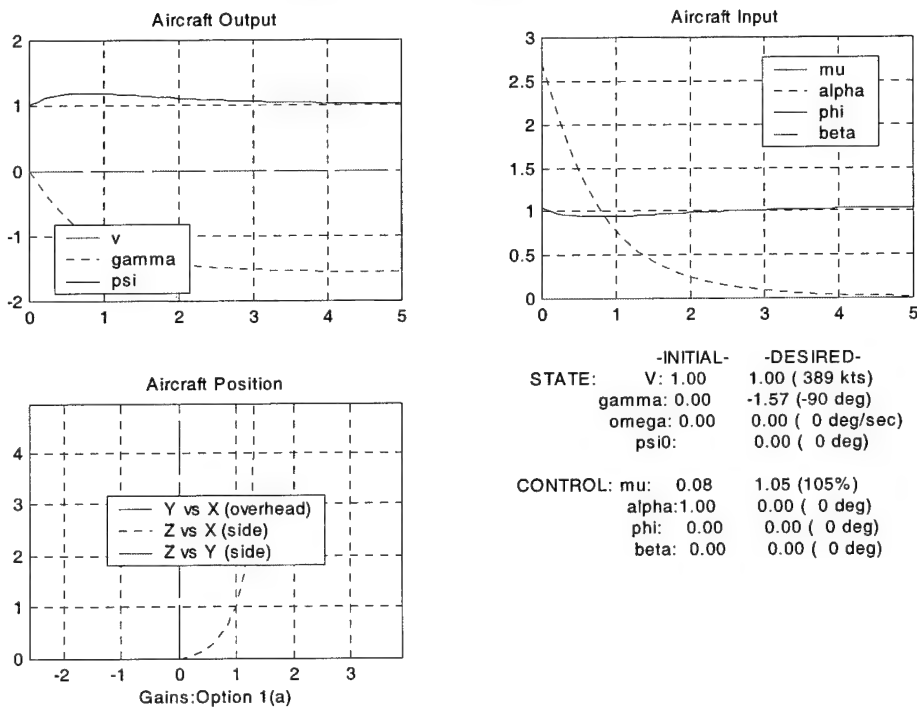 Aircraft Output
2
1
0
-1
-2
v
gamma
psi
0 1 2 3 4 5
Aircraft Input
3
2.5
2
1.5
1
0.5
0
mu
alpha
phi
beta
0 1 2 3 4 5
Aircraft Position
4
3
2
1
0
Y vs X (overhead)
Z vs X (side)
Z vs Y (side)
-2 -1 0 1 2 3
Gains:Option 1(a)
-INITIAL- -DESIRED-
STATE: V: 1.00 1.00 ( 389 kts)
gamma: 0.00 -1.57 (-90 deg)
omega: 0.00 0.00 ( 0 deg/sec)
psi0: 0.00 ( 0 deg)
CONTROL: mu: 0.08 1.05 (105%)
alpha:1.00 0.00 ( 0 deg)
phi: 0.00 0.00 ( 0 deg)
beta: 0.00 0.00 ( 0 deg)